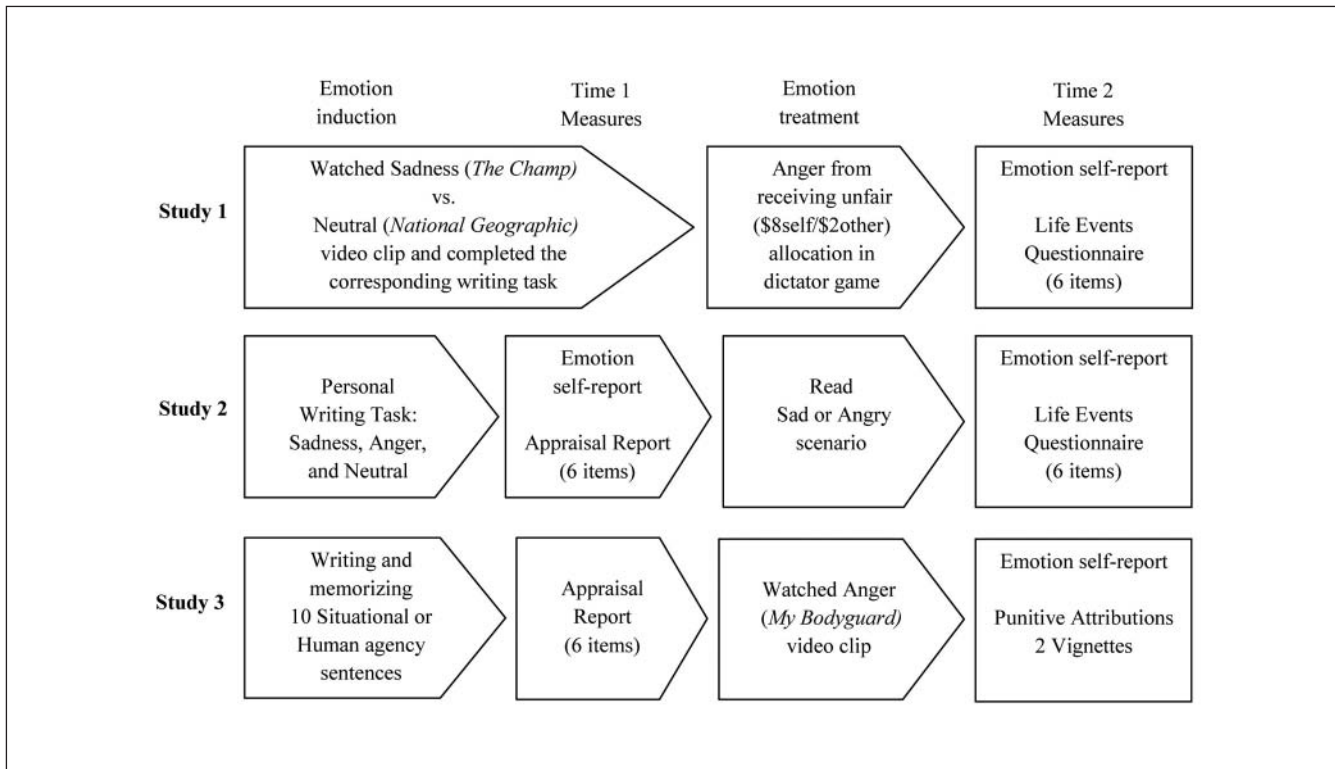 Emotion
induction
Time 1
Measures
Emotion
treatment
Time 2
Measures
Study 1
Watched Sadness (The Champ)
vs.
Neutral (National Geographic)
video clip and completed the
corresponding writing task
Anger from
receiving unfair
($8self/$2other)
allocation in
dictator game
Emotion self-report
Life Events
Questionnaire
(6 items)
Study 2
Personal
Writing Task:
Sadness, Anger,
and Neutral
Emotion
self-report
Appraisal Report
(6 items)
Read
Sad or Angry
scenario
Emotion self-report
Life Events
Questionnaire
(6 items)
Study 3
Writing and
memorizing
10 Situational or
Human agency
sentences
Appraisal
Report
(6 items)
Watched Anger
(My Bodyguard)
video clip
Emotion self-report
Punitive Attributions
2 Vignettes